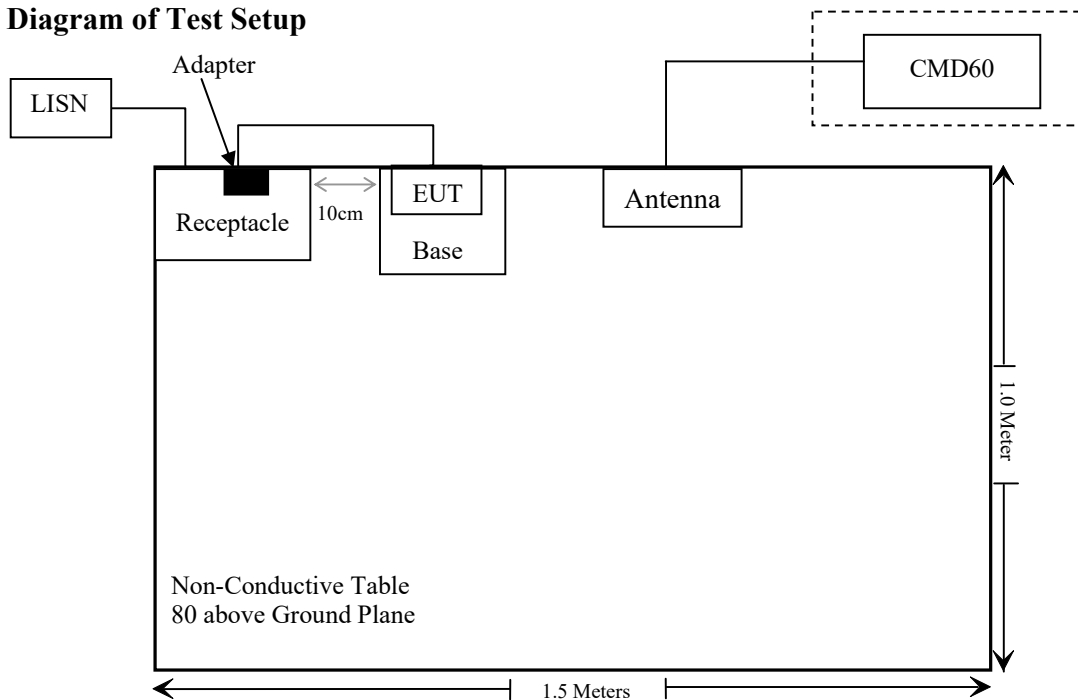 Diagram of Test Setup
Adapter
LISN
CMD60
Receptacle
10cm
EUT
Base
Antenna
1.0 Meter
Non-Conductive Table
80 above Ground Plane
1.5 Meters